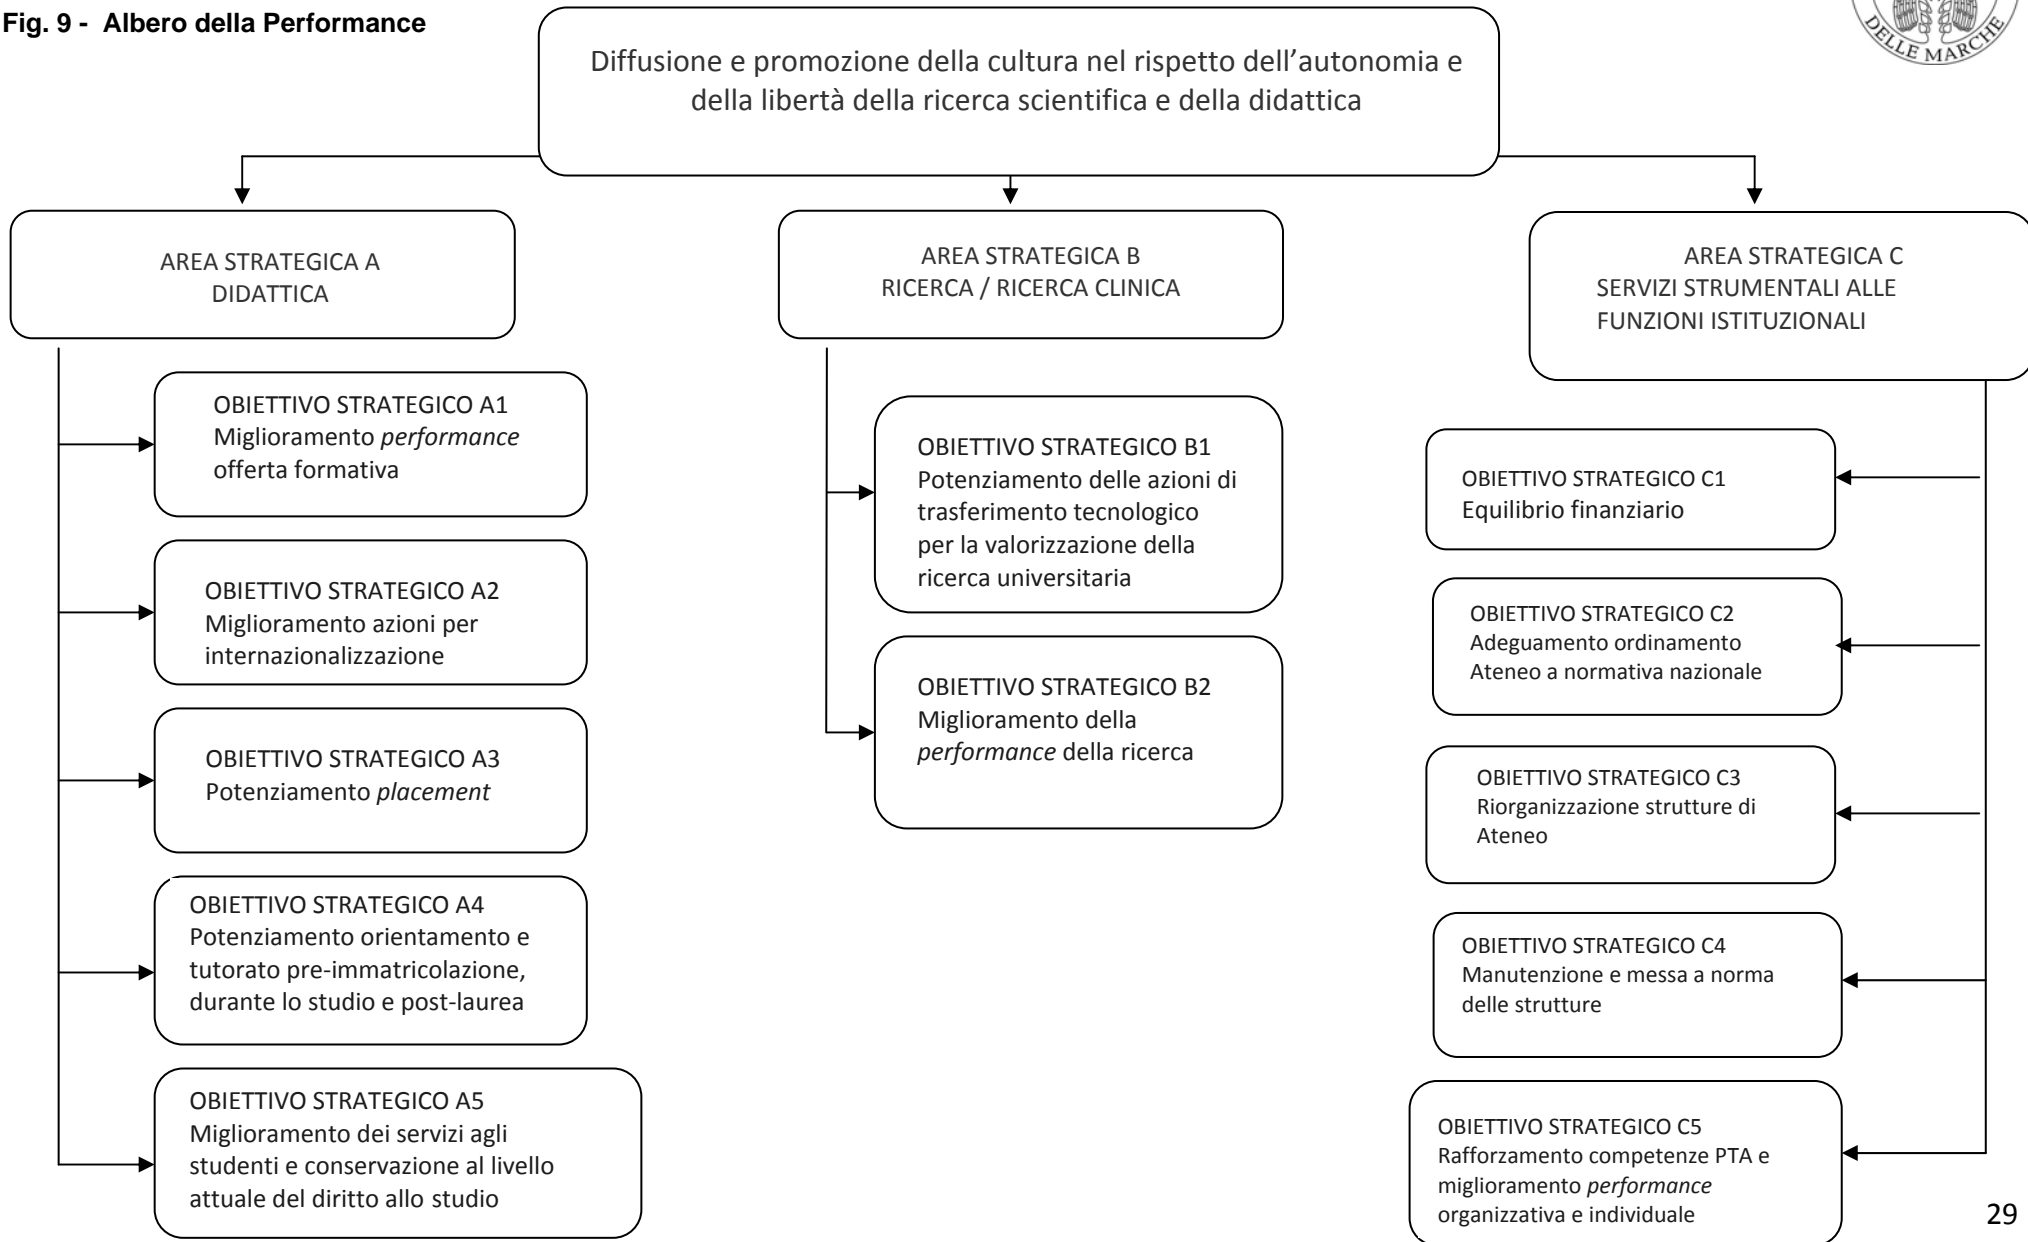 Fig. 9 - Albero della Performance
DELLE MARCHE
Diffusione e promozione della cultura nel rispetto dell’autonomia e
della libertà della ricerca scientifica e della didattica
AREA STRATEGICA A
DIDATTICA
OBIETTIVO STRATEGICO A1
Miglioramento performance
offerta formativa
OBIETTIVO STRATEGICO A2
Miglioramento azioni per
internazionalizzazione
OBIETTIVO STRATEGICO A3
Potenziamento placement
OBIETTIVO STRATEGICO A4
Potenziamento orientamento e
tutorato pre-immatricolazione,
durante lo studio e post-laurea
OBIETTIVO STRATEGICO A5
Miglioramento dei servizi agli
studenti e conservazione al livello
attuale del diritto allo studio
AREA STRATEGICA B
RICERCA / RICERCA CLINICA
OBIETTIVO STRATEGICO B1
Potenziamento delle azioni di
trasferimento tecnologico
per la valorizzazione della
ricerca universitaria
OBIETTIVO STRATEGICO B2
Miglioramento della
performance della ricerca
AREA STRATEGICA C
SERVIZI STRUMENTALI ALLE
FUNZIONI ISTITUZIONALI
OBIETTIVO STRATEGICO C1
Equilibrio finanziario
OBIETTIVO STRATEGICO C2
Adeguamento ordinamento
Ateneo a normativa nazionale
OBIETTIVO STRATEGICO C3
Riorganizzazione strutture di
Ateneo
OBIETTIVO STRATEGICO C4
Manutenzione e messa a norma
delle strutture
OBIETTIVO STRATEGICO C5
Rafforzamento competenze PTA e
miglioramento performance
organizzativa e individuale
29